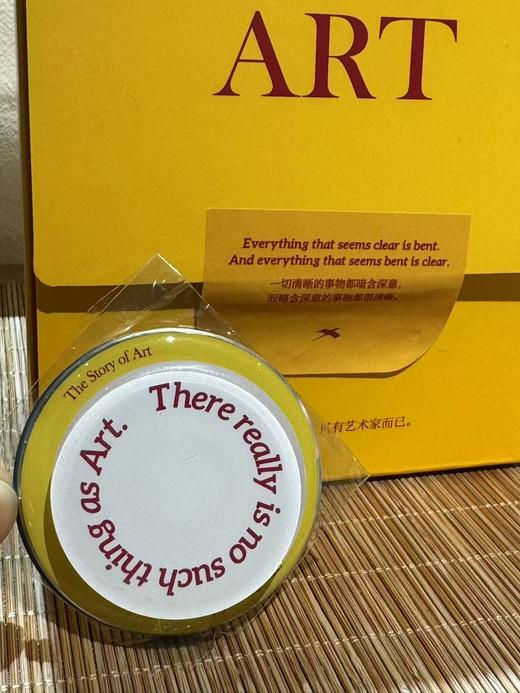 ART
Everything that seems clear is bent.
And everything that seems bent is clear.
一切清晰的事物都暗含深意，
而暗含深意的事物都很清晰。
有艺术家而已。
The Story of Art
There really is no such thing as Art.